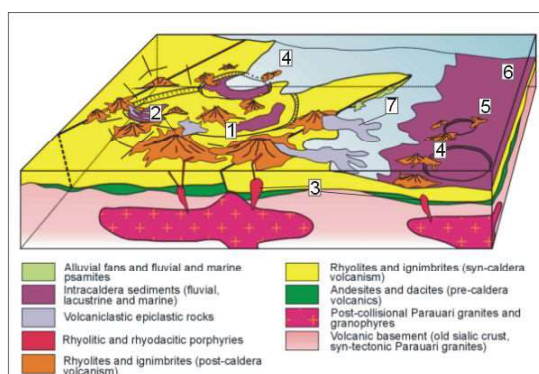 4
6
5
2
7
1
4
3
Alluvial fans and fluvial and marine
psamites
Intracaldera sediments (fluvial,
lacustrine and marine)
Volcaniclastic epiclastic rocks
Rhyolitic and rhyodacitic porphyries
Rhyolites and ignimbrites (post-caldera
volcanism)
Rhyolites and ignimbrites (syn-caldera
volcanism)
Andesites and dacites (pre-caldera
volcanics)
Post-collisional Parauari granites and
granophyres
Volcanic basement (old sialic crust,
syn-tectonic Parauari granites)